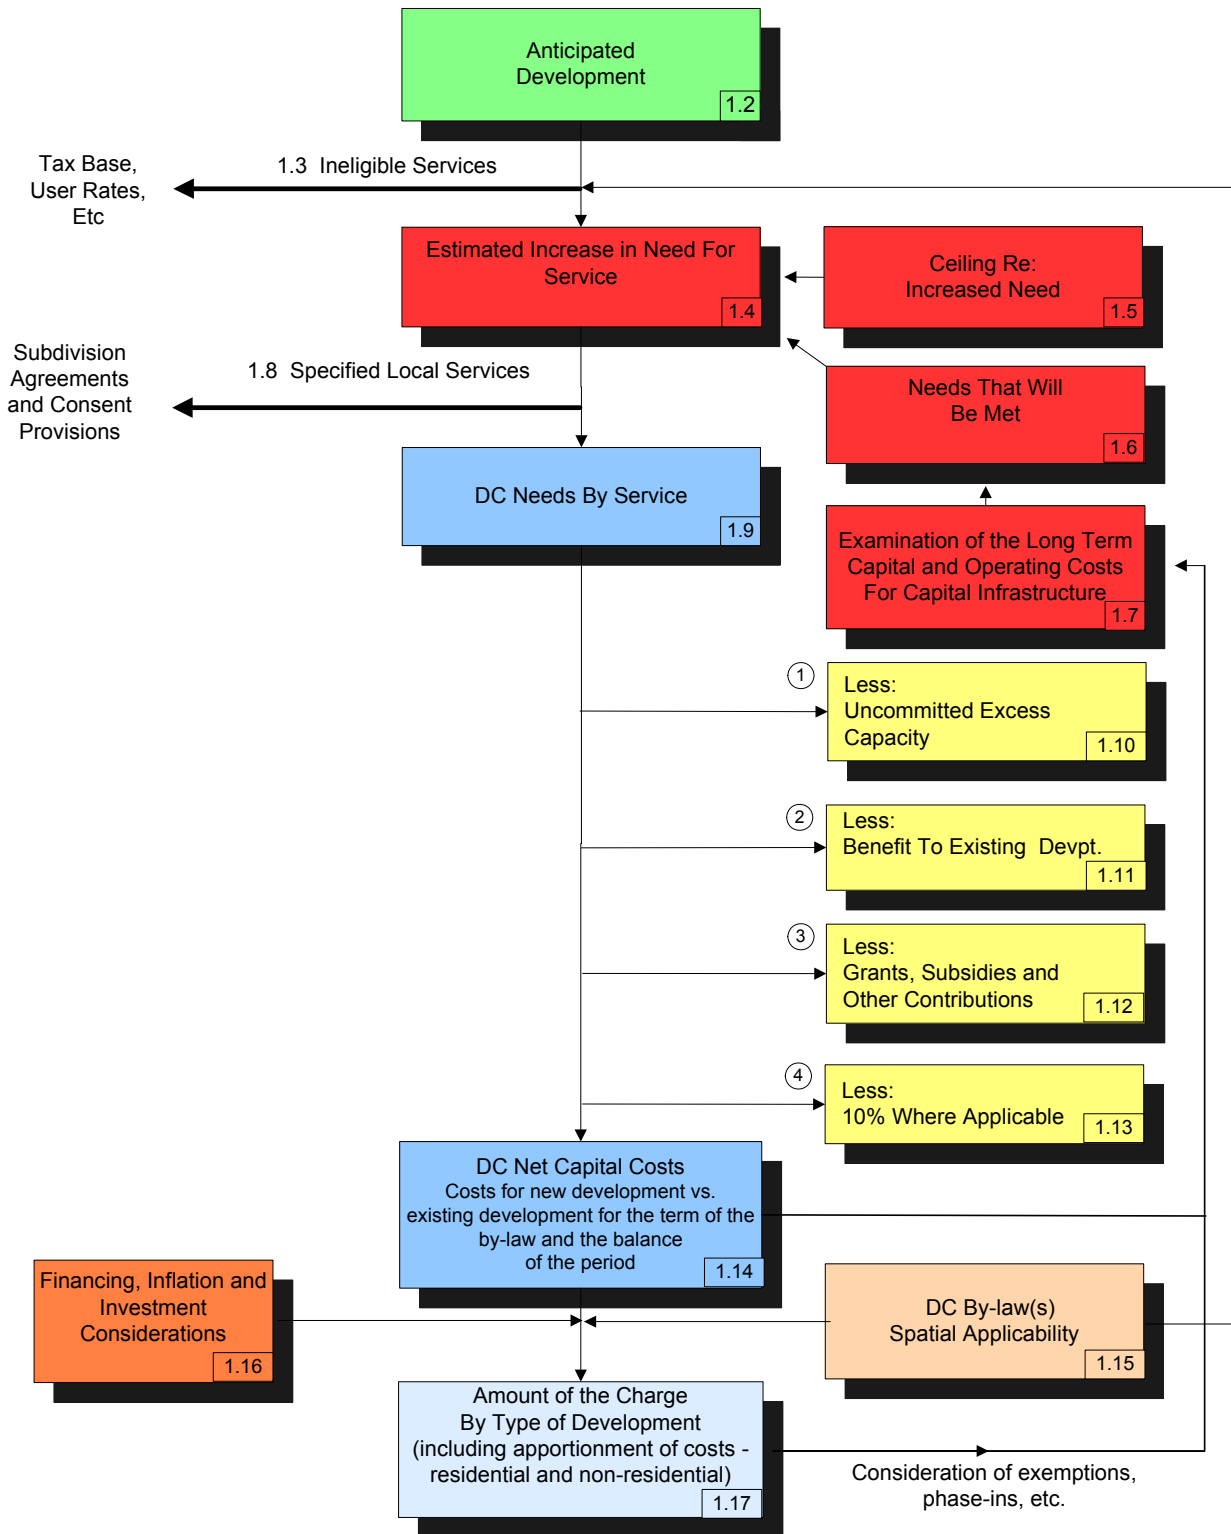 Anticipated
Development
1.2
Tax Base,
User Rates,
Etc
1.3  Ineligible Services
Estimated Increase in Need For
Service
1.4
Ceiling Re:
Increased Need
1.5
Subdivision
Agreements
and Consent
Provisions
1.8  Specified Local Services
Needs That Will
Be Met
1.6
DC Needs By Service
1.9
Examination of the Long Term
Capital and Operating Costs
For Capital Infrastructure
1.7
1
Less:
Uncommitted Excess
Capacity
1.10
2
Less:
Benefit To Existing  Devpt.
1.11
3
Less:
Grants, Subsidies and
Other Contributions
1.12
4
Less:
10% Where Applicable
1.13
DC Net Capital Costs
Costs for new development vs.
existing development for the term of the
by-law and the balance
of the period
1.14
Financing, Inflation and
Investment
Considerations
1.16
DC By-law(s)
Spatial Applicability
1.15
Amount of the Charge
By Type of Development
(including apportionment of costs -
residential and non-residential)
1.17
Consideration of exemptions,
phase-ins, etc.